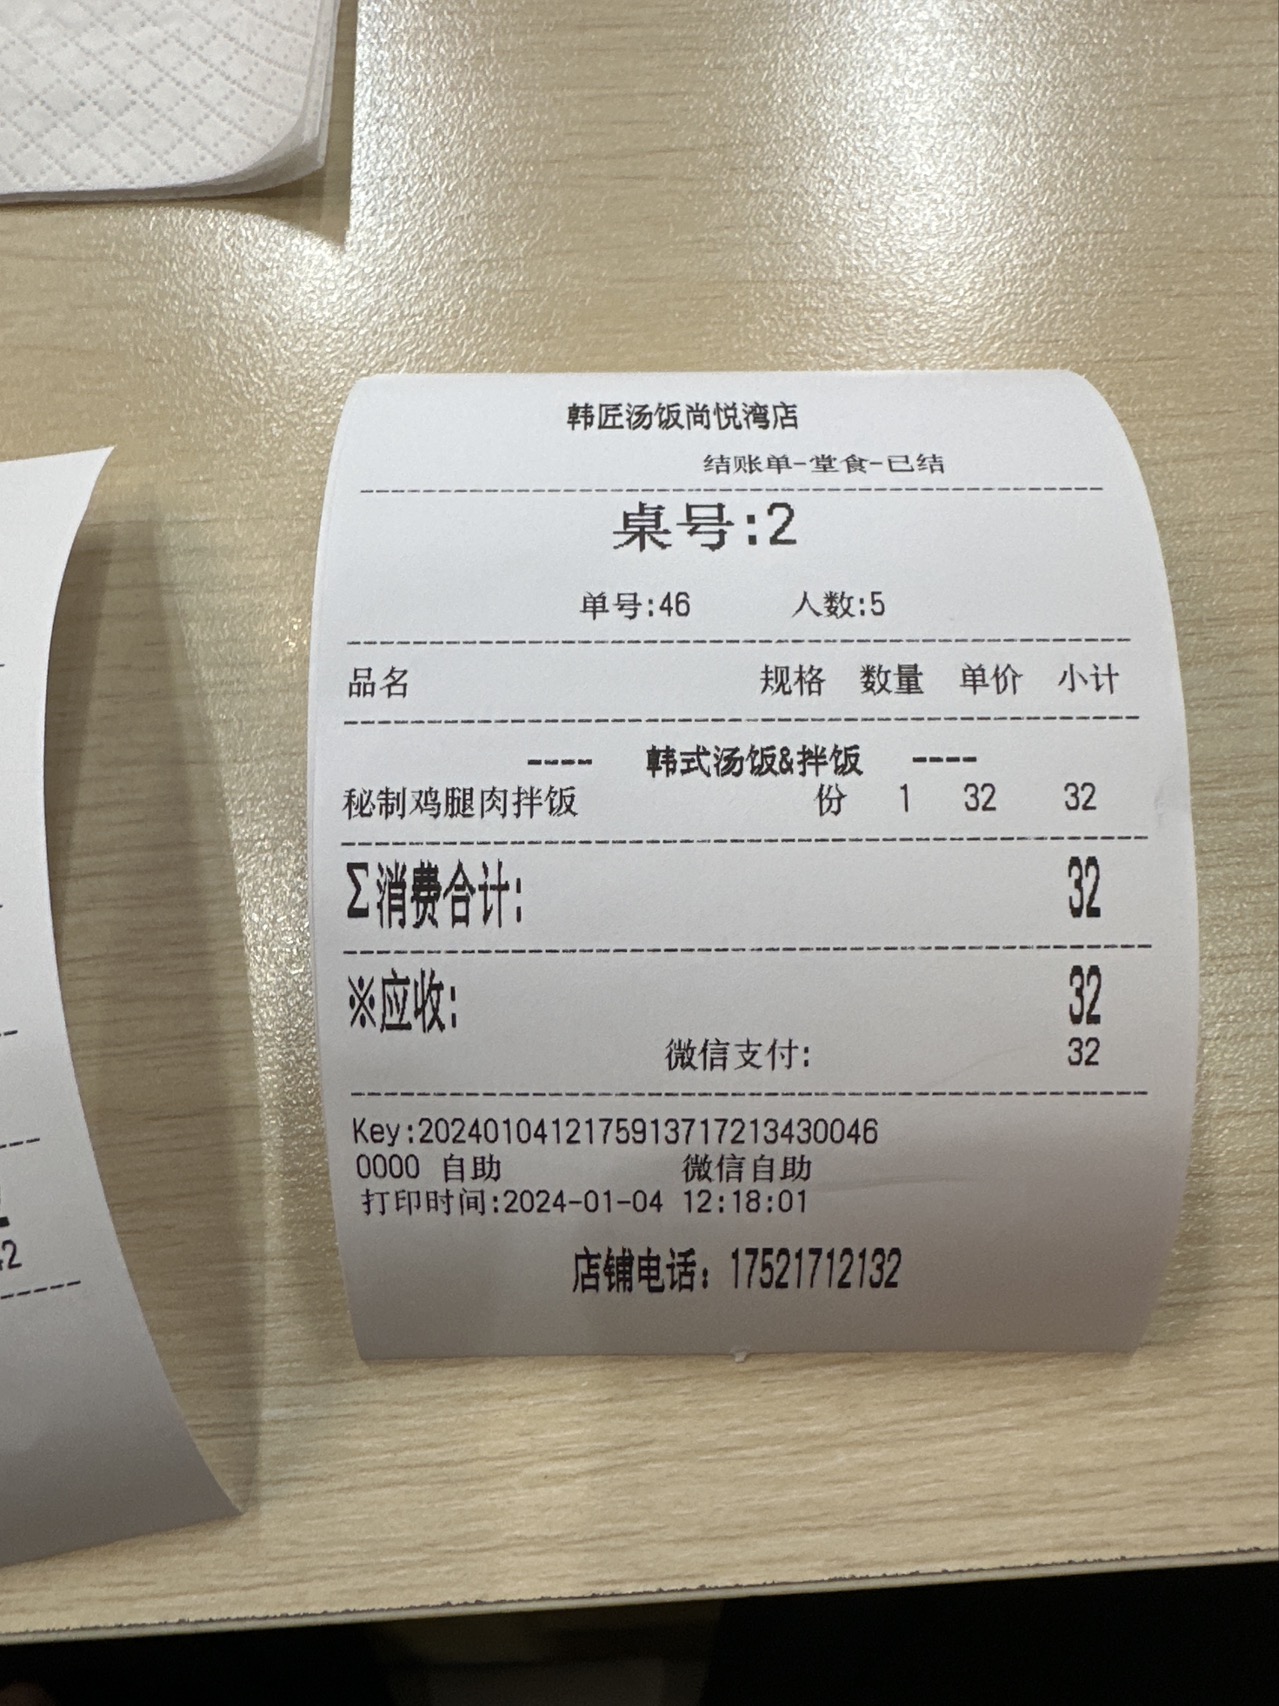 韩匠汤饭尚悦湾店
结账单-堂食-已结
桌号:2
单号:46 人数:5
品名 规格 数量 单价 小计
---- 韩式汤饭&拌饭 ----
秘制鸡腿肉拌饭 份 1 32 32
Σ消费合计: 32
※应收: 32
微信支付: 32
Key:2024010412175913717213430046
0000 自助 微信自助
打印时间:2024-01-04 12:18:01
店铺电话：17521712132